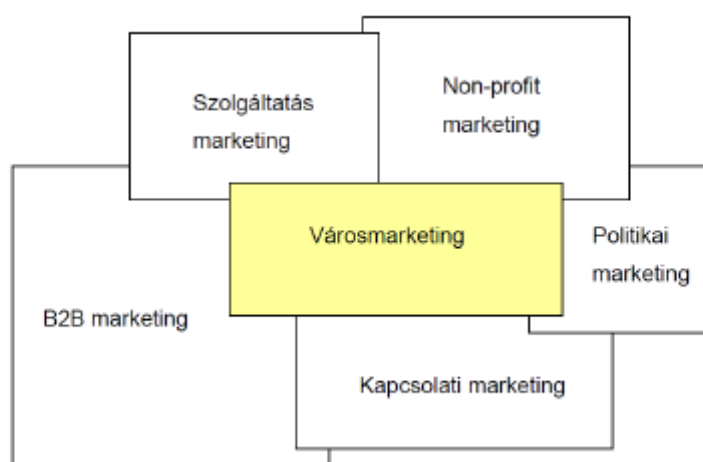 Szolgáltatás
marketing
Non-profit
marketing
Városmarketing
Politikai
marketing
B2B marketing
Kapcsolati marketing